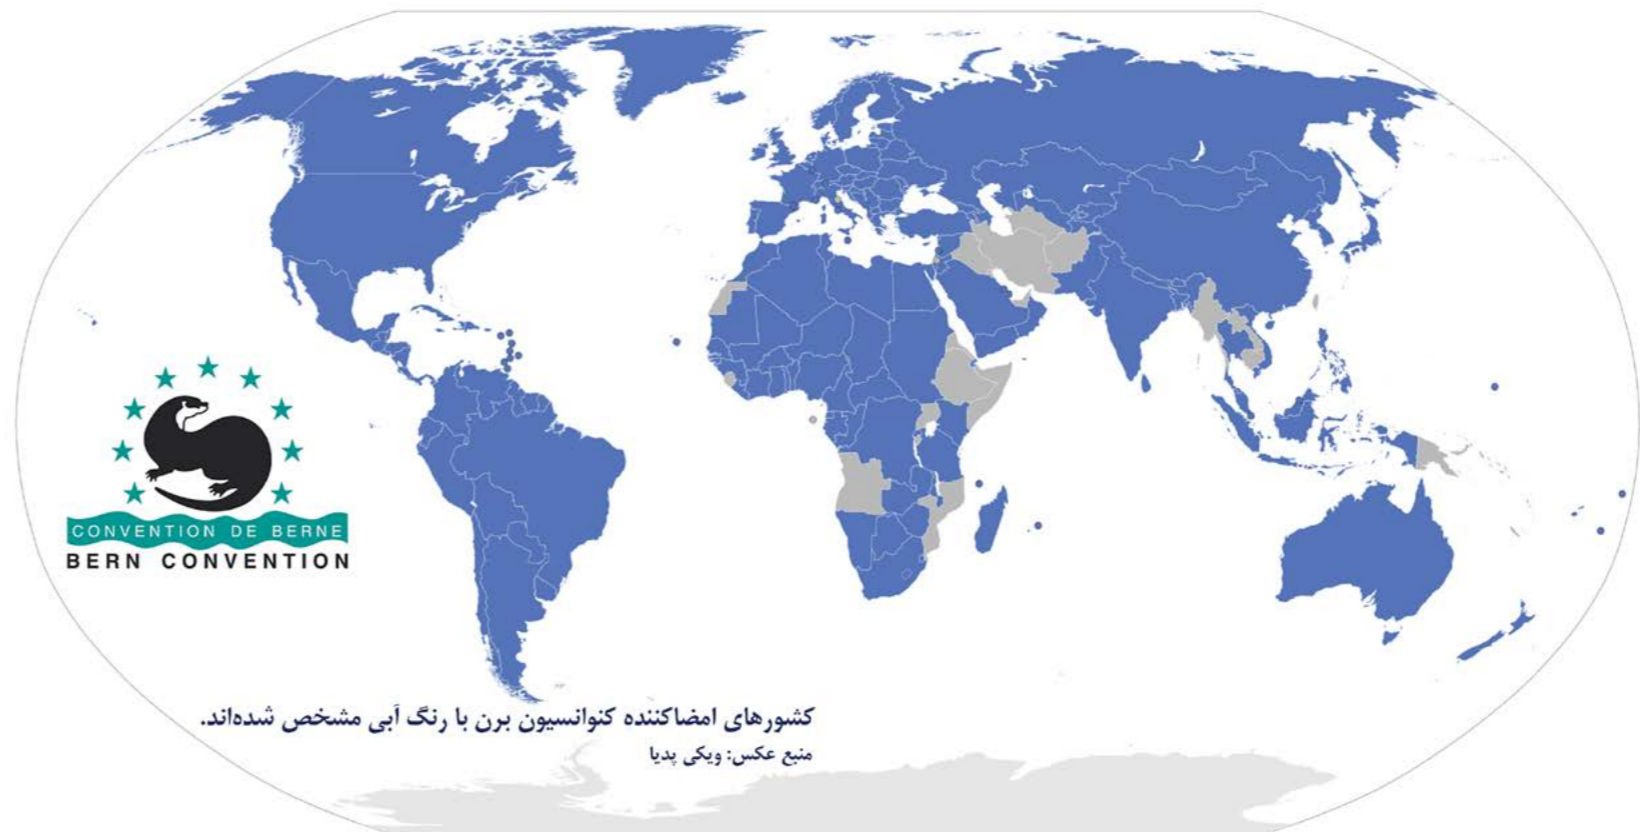 CONVENTION DE BERNE
BERN CONVENTION
کشورهای امضاکننده کنوانسیون برن با رنگ آبی مشخص شده‌اند.
منبع عکس: ویکی پدیا